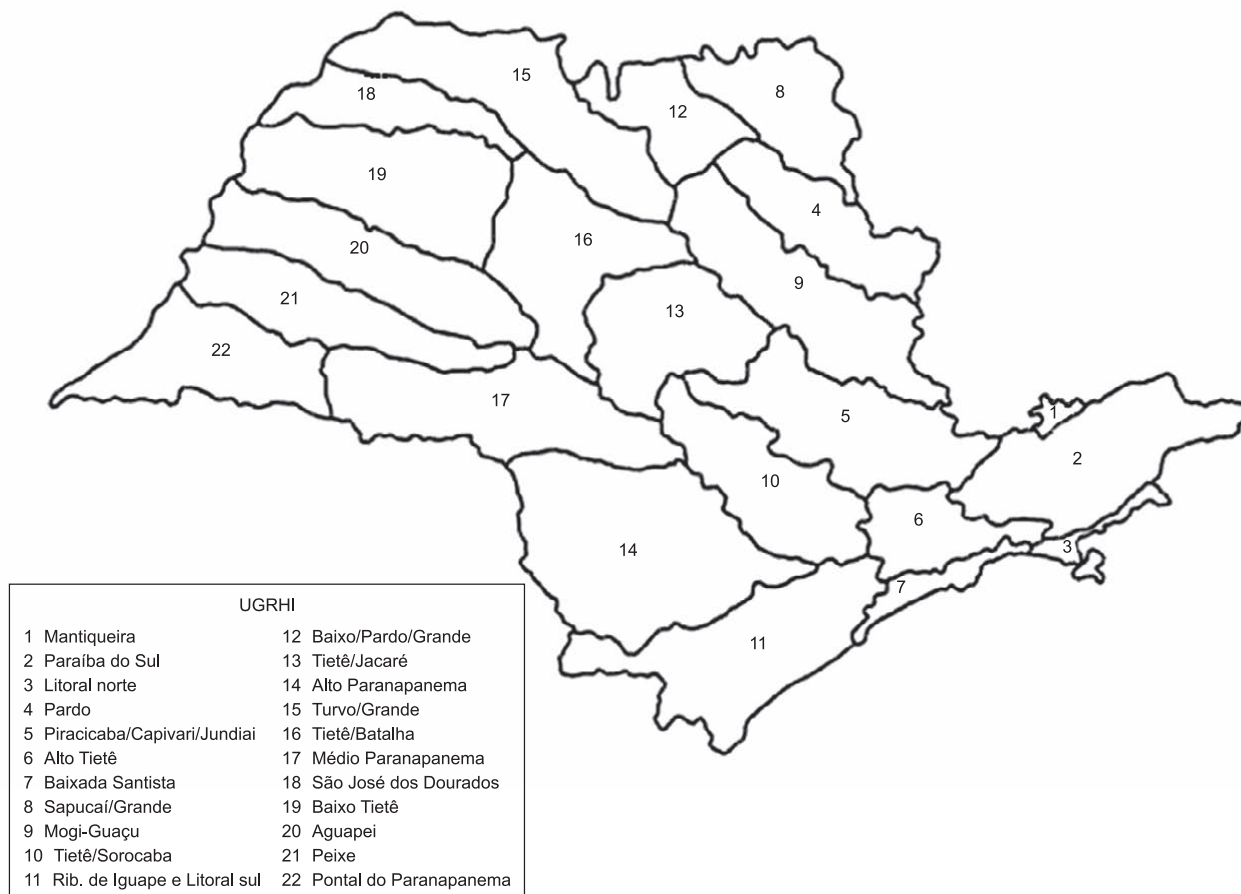 15
18
12
8
19
4
16
20
9
21
13
22
17
1
5
2
10
6
14
3
7
11
UGRHI
1 Mantiqueira
2 Paraíba do Sul
3 Litoral norte
4 Pardo
5 Piracicaba/Capivari/Jundiai
6 Alto Tietê
7 Baixada Santista
8 Sapucaí/Grande
9 Mogi-Guaçu
10 Tietê/Sorocaba
11 Rib. de Iguape e Litoral sul
12 Baixo/Pardo/Grande
13 Tietê/Jacaré
14 Alto Paranapanema
15 Turvo/Grande
16 Tietê/Batalha
17 Médio Paranapanema
18 São José dos Dourados
19 Baixo Tietê
20 Aguapei
21 Peixe
22 Pontal do Paranapanema